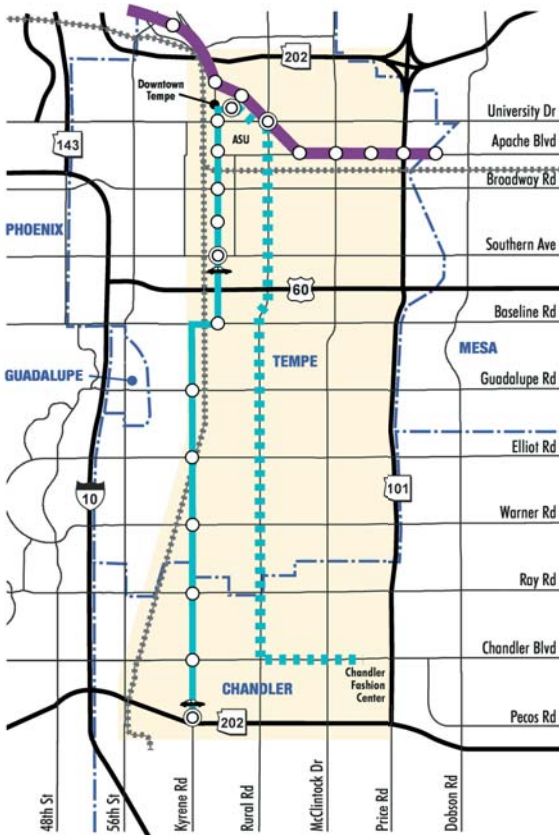 202
Downtown
Tempe
University Dr
ASU
143
Apache Blvd
Broadway Rd
PHOENIX
Southern Ave
60
Baseline Rd
TEMPE
MESA
GUADALUPE
Guadalupe Rd
Elliot Rd
10
101
Warner Rd
Ray Rd
Chandler Blvd
CHANDLER
Chandler
Fashion
Center
202
Pecos Rd
48th St
56th St
Kyrene Rd
Rural Rd
McClintock Dr
Price Rd
Dobson Rd